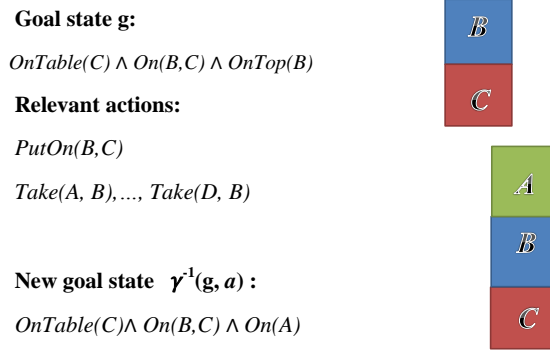 Goal state g:
OnTable(C) ∧ On(B,C) ∧ OnTop(B)
Relevant actions:
PutOn(B,C)
Take(A, B),..., Take(D, B)
New goal state γ⁻¹(g, a) :
OnTable(C)∧ On(B,C) ∧ On(A)
B
C
A
B
C